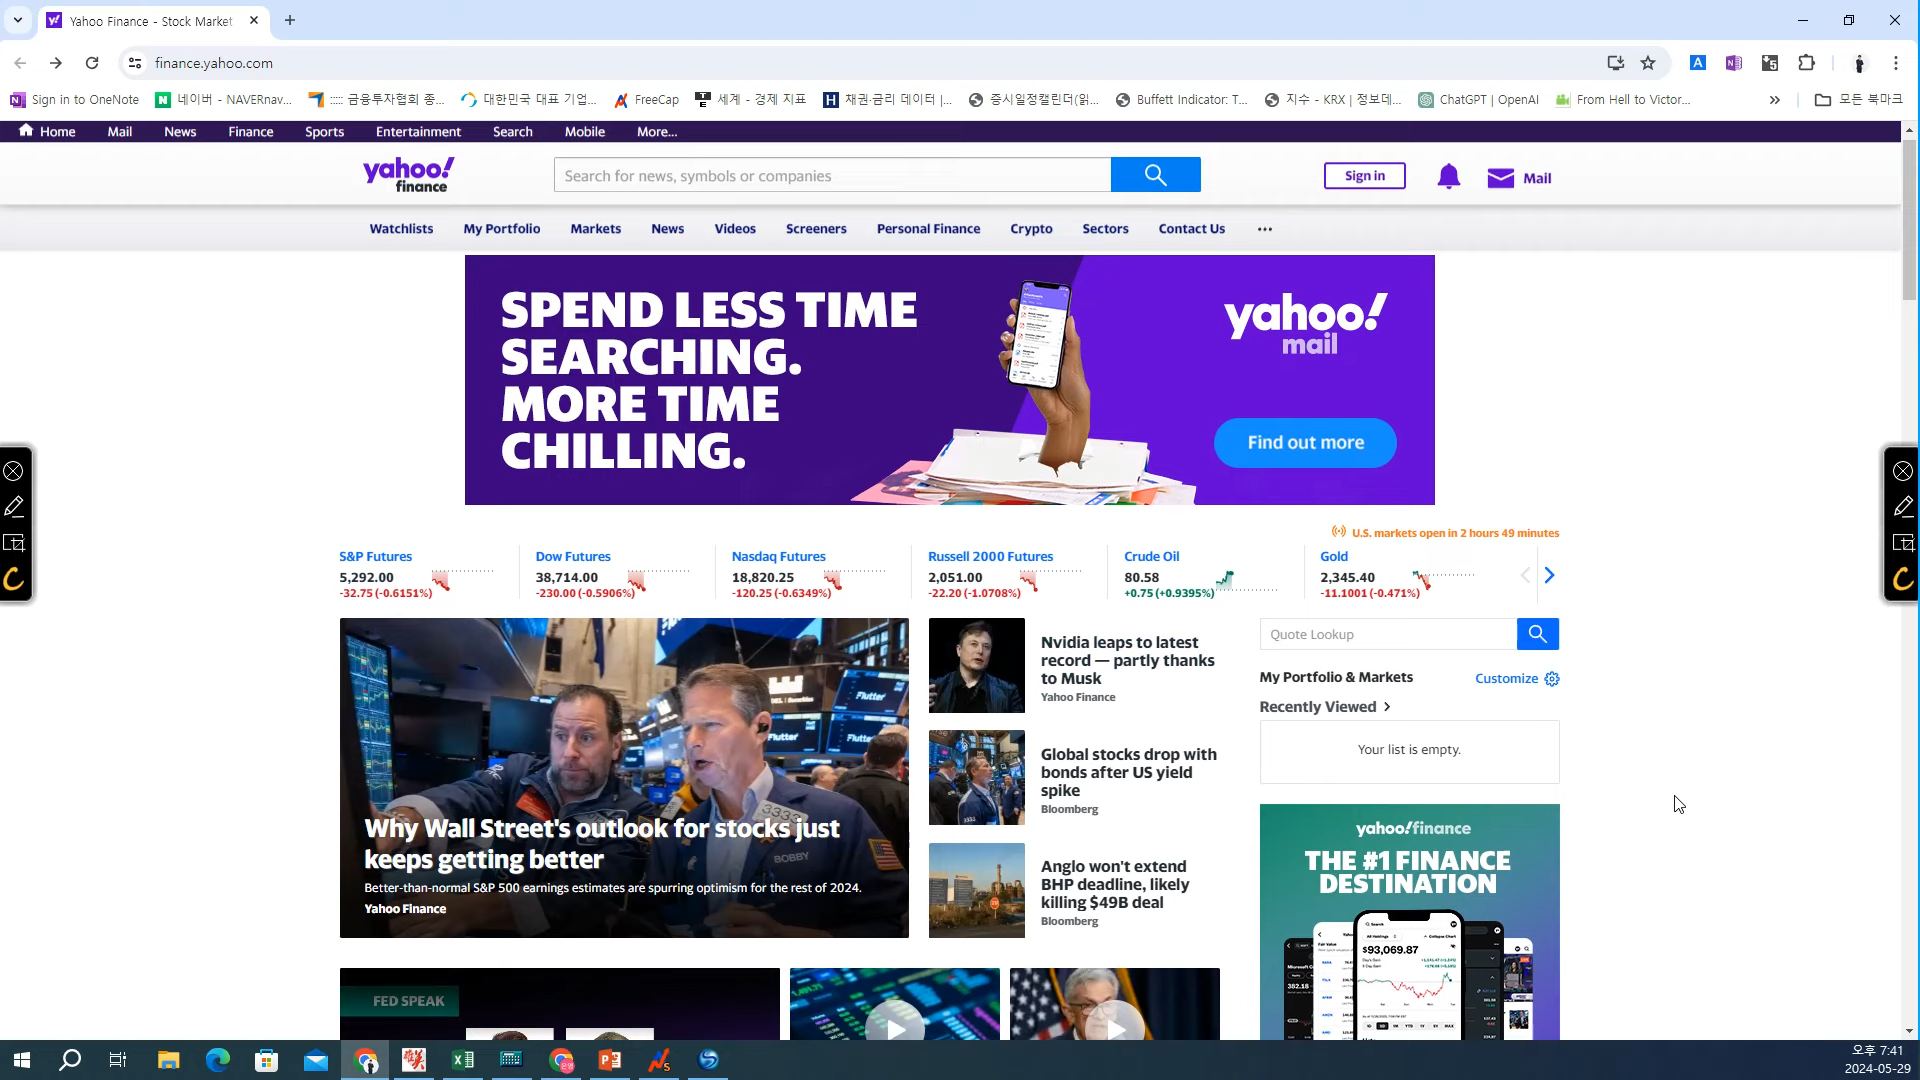 Yahoo Finance - Stock Market
finance.yahoo.com
Sign in to OneNote
네이버 - NAVERnav...
::::: 금융투자협회 종...
대한민국 대표 기업...
FreeCap
세계 - 경제 지표
채권·금리 데이터 |...
증시일정캘린더(읽...
Buffett Indicator: T...
지수 - KRX | 정보데...
ChatGPT | OpenAI
From Hell to Victor...
모든 북마크
Home
Mail
News
Finance
Sports
Entertainment
Search
Mobile
More...
yahoo!
finance
Search for news, symbols or companies
Sign in
Mail
Watchlists
My Portfolio
Markets
News
Videos
Screeners
Personal Finance
Crypto
Sectors
Contact Us
SPEND LESS TIME
SEARCHING.
MORE TIME
CHILLING.
yahoo!
mail
Find out more
U.S. markets open in 2 hours 49 minutes
S&P Futures
5,292.00
-32.75 (-0.6151%)
Dow Futures
38,714.00
-230.00 (-0.5906%)
Nasdaq Futures
18,820.25
-120.25 (-0.6349%)
Russell 2000 Futures
2,051.00
-22.20 (-1.0708%)
Crude Oil
80.58
+0.75 (+0.9395%)
Gold
2,345.40
-11.1001 (-0.471%)
Flutter
Flutter
Flutte
3333
BOBBY
Why Wall Street's outlook for stocks just
keeps getting better
Better-than-normal S&P 500 earnings estimates are spurring optimism for the rest of 2024.
Yahoo Finance
Nvidia leaps to latest
record — partly thanks
to Musk
Yahoo Finance
Global stocks drop with
bonds after US yield
spike
Bloomberg
Anglo won't extend
BHP deadline, likely
killing $49B deal
Bloomberg
Quote Lookup
My Portfolio & Markets
Customize
Recently Viewed
Your list is empty.
yahoo!finance
THE #1 FINANCE
DESTINATION
Search
$93,069.87
382.18
FED SPEAK
오후 7:41
2024-05-29